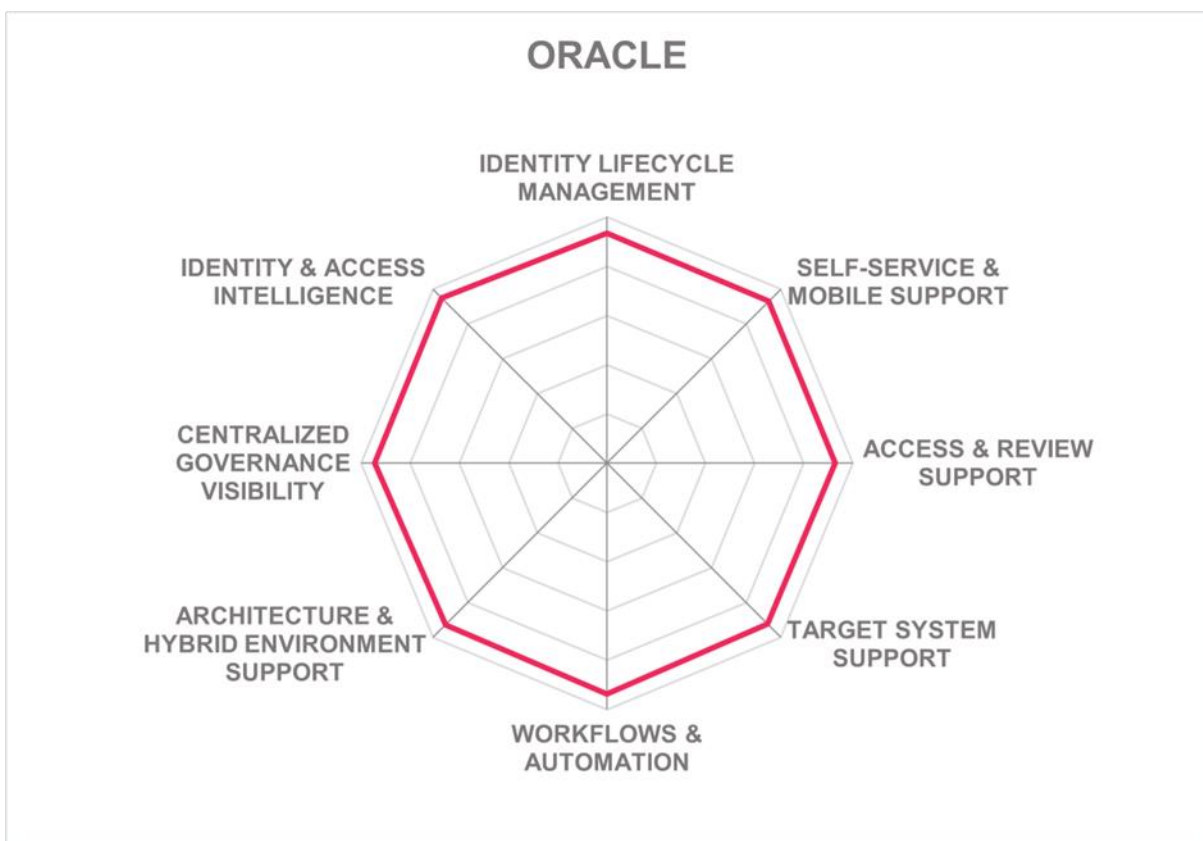 ORACLE
IDENTITY LIFECYCLE
MANAGEMENT
SELF-SERVICE &
MOBILE SUPPORT
ACCESS & REVIEW
SUPPORT
TARGET SYSTEM
SUPPORT
WORKFLOWS &
AUTOMATION
ARCHITECTURE &
HYBRID ENVIRONMENT
SUPPORT
CENTRALIZED
GOVERNANCE
VISIBILITY
IDENTITY & ACCESS
INTELLIGENCE